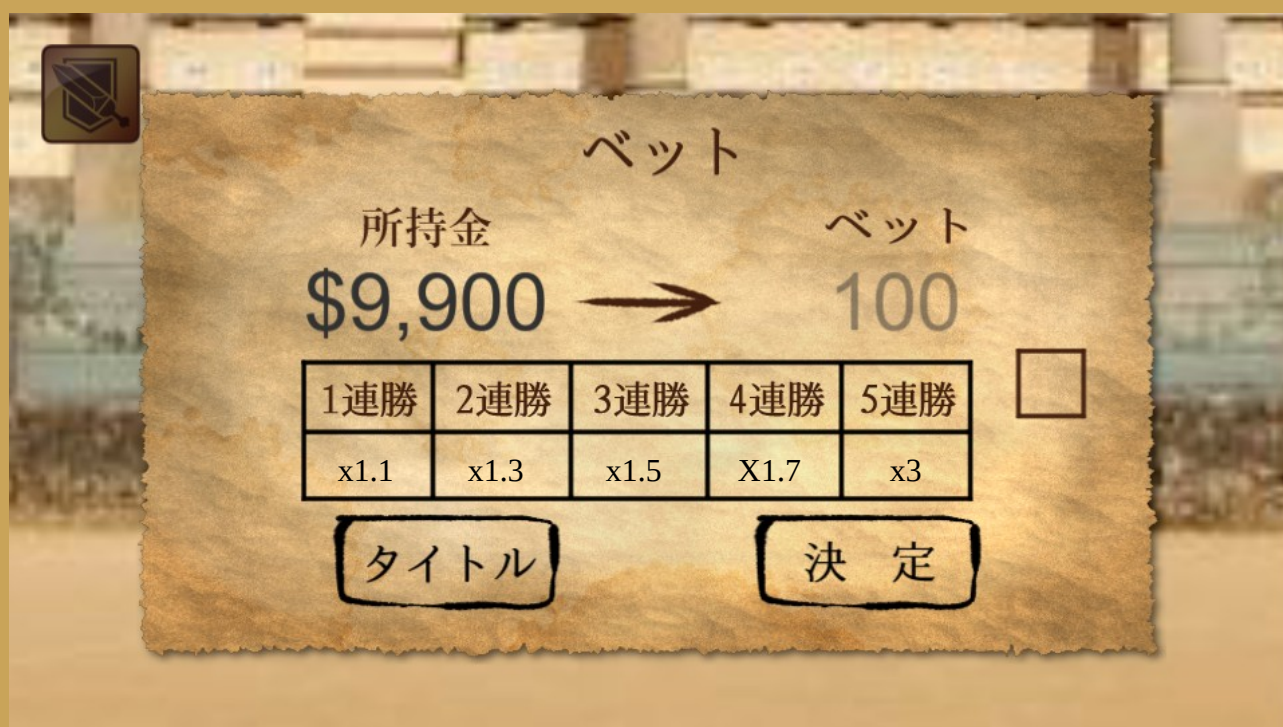 ベット
所持金 ベット
$9,900 100
1連勝 2連勝 3連勝 4連勝 5連勝
x1.1 x1.3 x1.5 X1.7 x3
タイトル 決 定